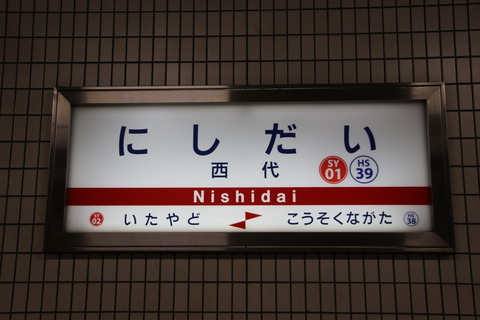 にしだい
西代
SY 01
HS 39
Nishidai
SY 02 いたやど こうそくながた HS 38